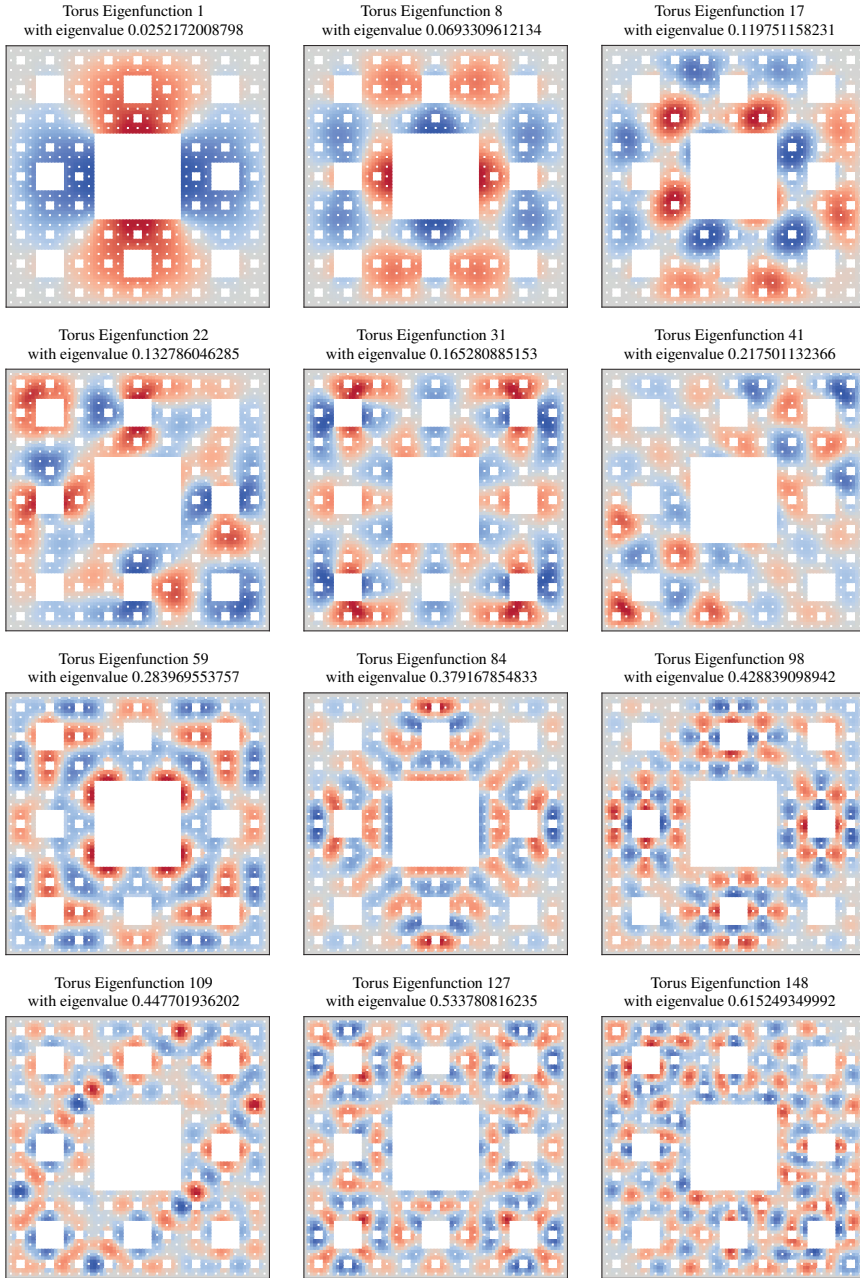 Torus Eigenfunction 1
with eigenvalue 0.0252172008798
Torus Eigenfunction 8
with eigenvalue 0.0693309612134
Torus Eigenfunction 17
with eigenvalue 0.119751158231
Torus Eigenfunction 22
with eigenvalue 0.132786046285
Torus Eigenfunction 31
with eigenvalue 0.165280885153
Torus Eigenfunction 41
with eigenvalue 0.217501132366
Torus Eigenfunction 59
with eigenvalue 0.283969553757
Torus Eigenfunction 84
with eigenvalue 0.379167854833
Torus Eigenfunction 98
with eigenvalue 0.428839098942
Torus Eigenfunction 109
with eigenvalue 0.447701936202
Torus Eigenfunction 127
with eigenvalue 0.533780816235
Torus Eigenfunction 148
with eigenvalue 0.615249349992